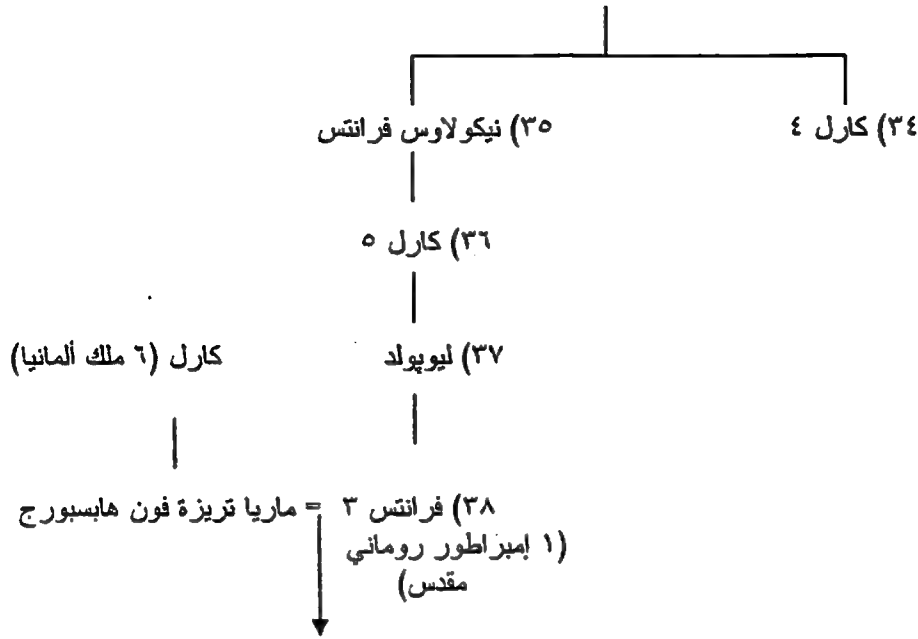 ٣٤) كارل ٤
٣٥) نيكولاوس فرانتس
٣٦) كارل ٥
٣٧) ليوپولد
كارل (٦ ملك ألمانيا)
٣٨) فرانتس ٣ = ماريا تريزة فون هابسبورج
(١ إمبراطور روماني
مقدس)